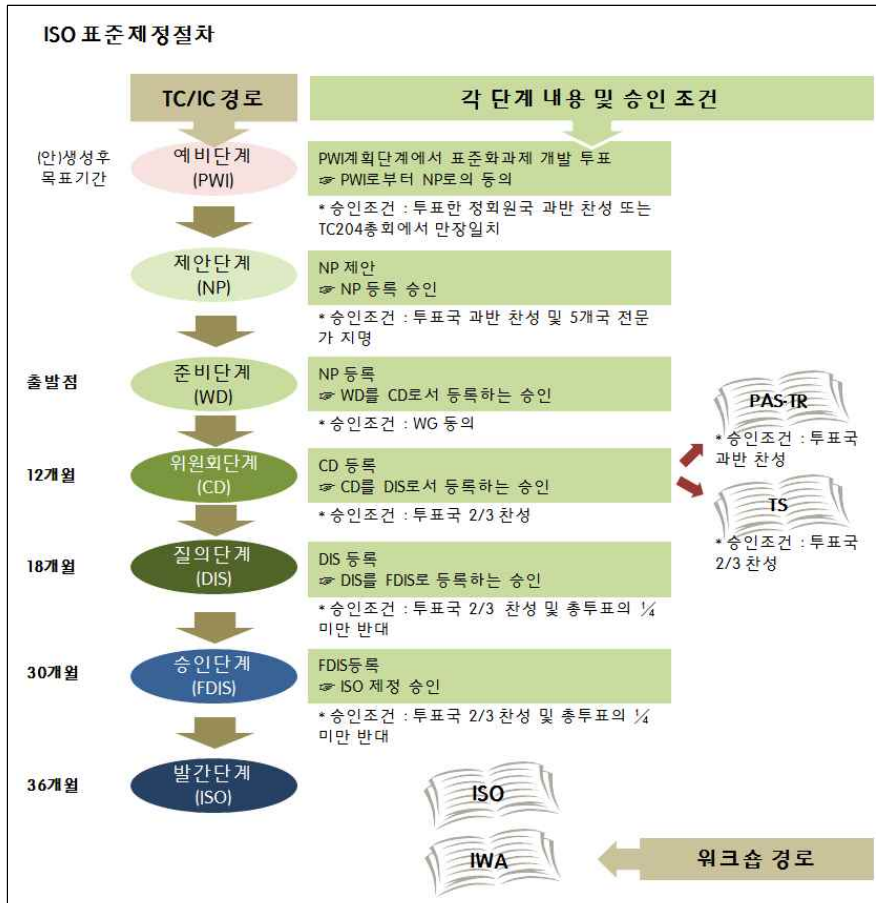 ISO 표준제정절차
TC/IC 경로
각 단계 내용 및 승인 조건
(안)생성후
목표기간
예비단계
(PWI)
PWI계획단계에서 표준화과제 개발 투표
☞ PWI로부터 NP로의 동의
* 승인조건 : 투표한 정회원국 과반 찬성 또는
TC204총회에서 만장일치
제안단계
(NP)
NP 제안
☞ NP 등록 승인
* 승인조건 : 투표국 과반 찬성 및 5개국 전문
가 지명
출발점
준비단계
(WD)
NP 등록
☞ WD를 CD로서 등록하는 승인
* 승인조건 : WG 동의
PAS·TR
* 승인조건 : 투표국
과반 찬성
12개월
위원회단계
(CD)
CD 등록
☞ CD를 DIS로서 등록하는 승인
* 승인조건 : 투표국 2/3 찬성
TS
* 승인조건 : 투표국
2/3 찬성
18개월
질의단계
(DIS)
DIS 등록
☞ DIS를 FDIS로 등록하는 승인
* 승인조건 : 투표국 2/3 찬성 및 총투표의 ¼
미만 반대
30개월
승인단계
(FDIS)
FDIS등록
☞ ISO 제정 승인
* 승인조건 : 투표국 2/3 찬성 및 총투표의 ¼
미만 반대
36개월
발간단계
(ISO)
ISO
IWA
워크숍 경로